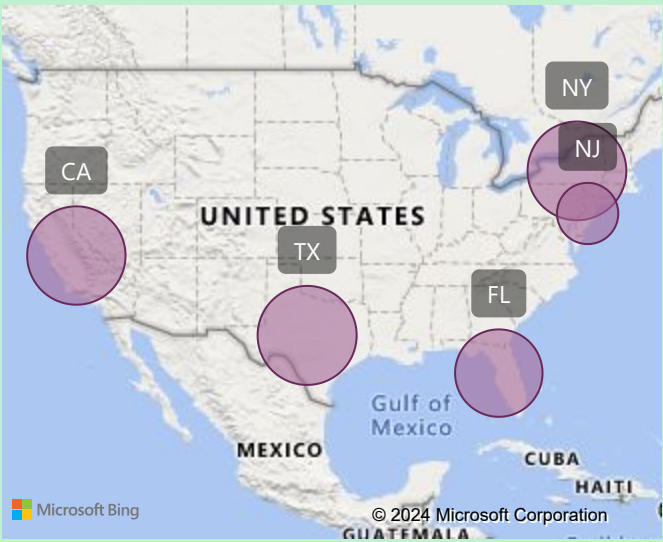 NY
NJ
CA
UNITED STATES
TX
FL
Gulf of
Mexico
MEXICO
CUBA
HAITI
Microsoft Bing
© 2024 Microsoft Corporation
GUATEMALA